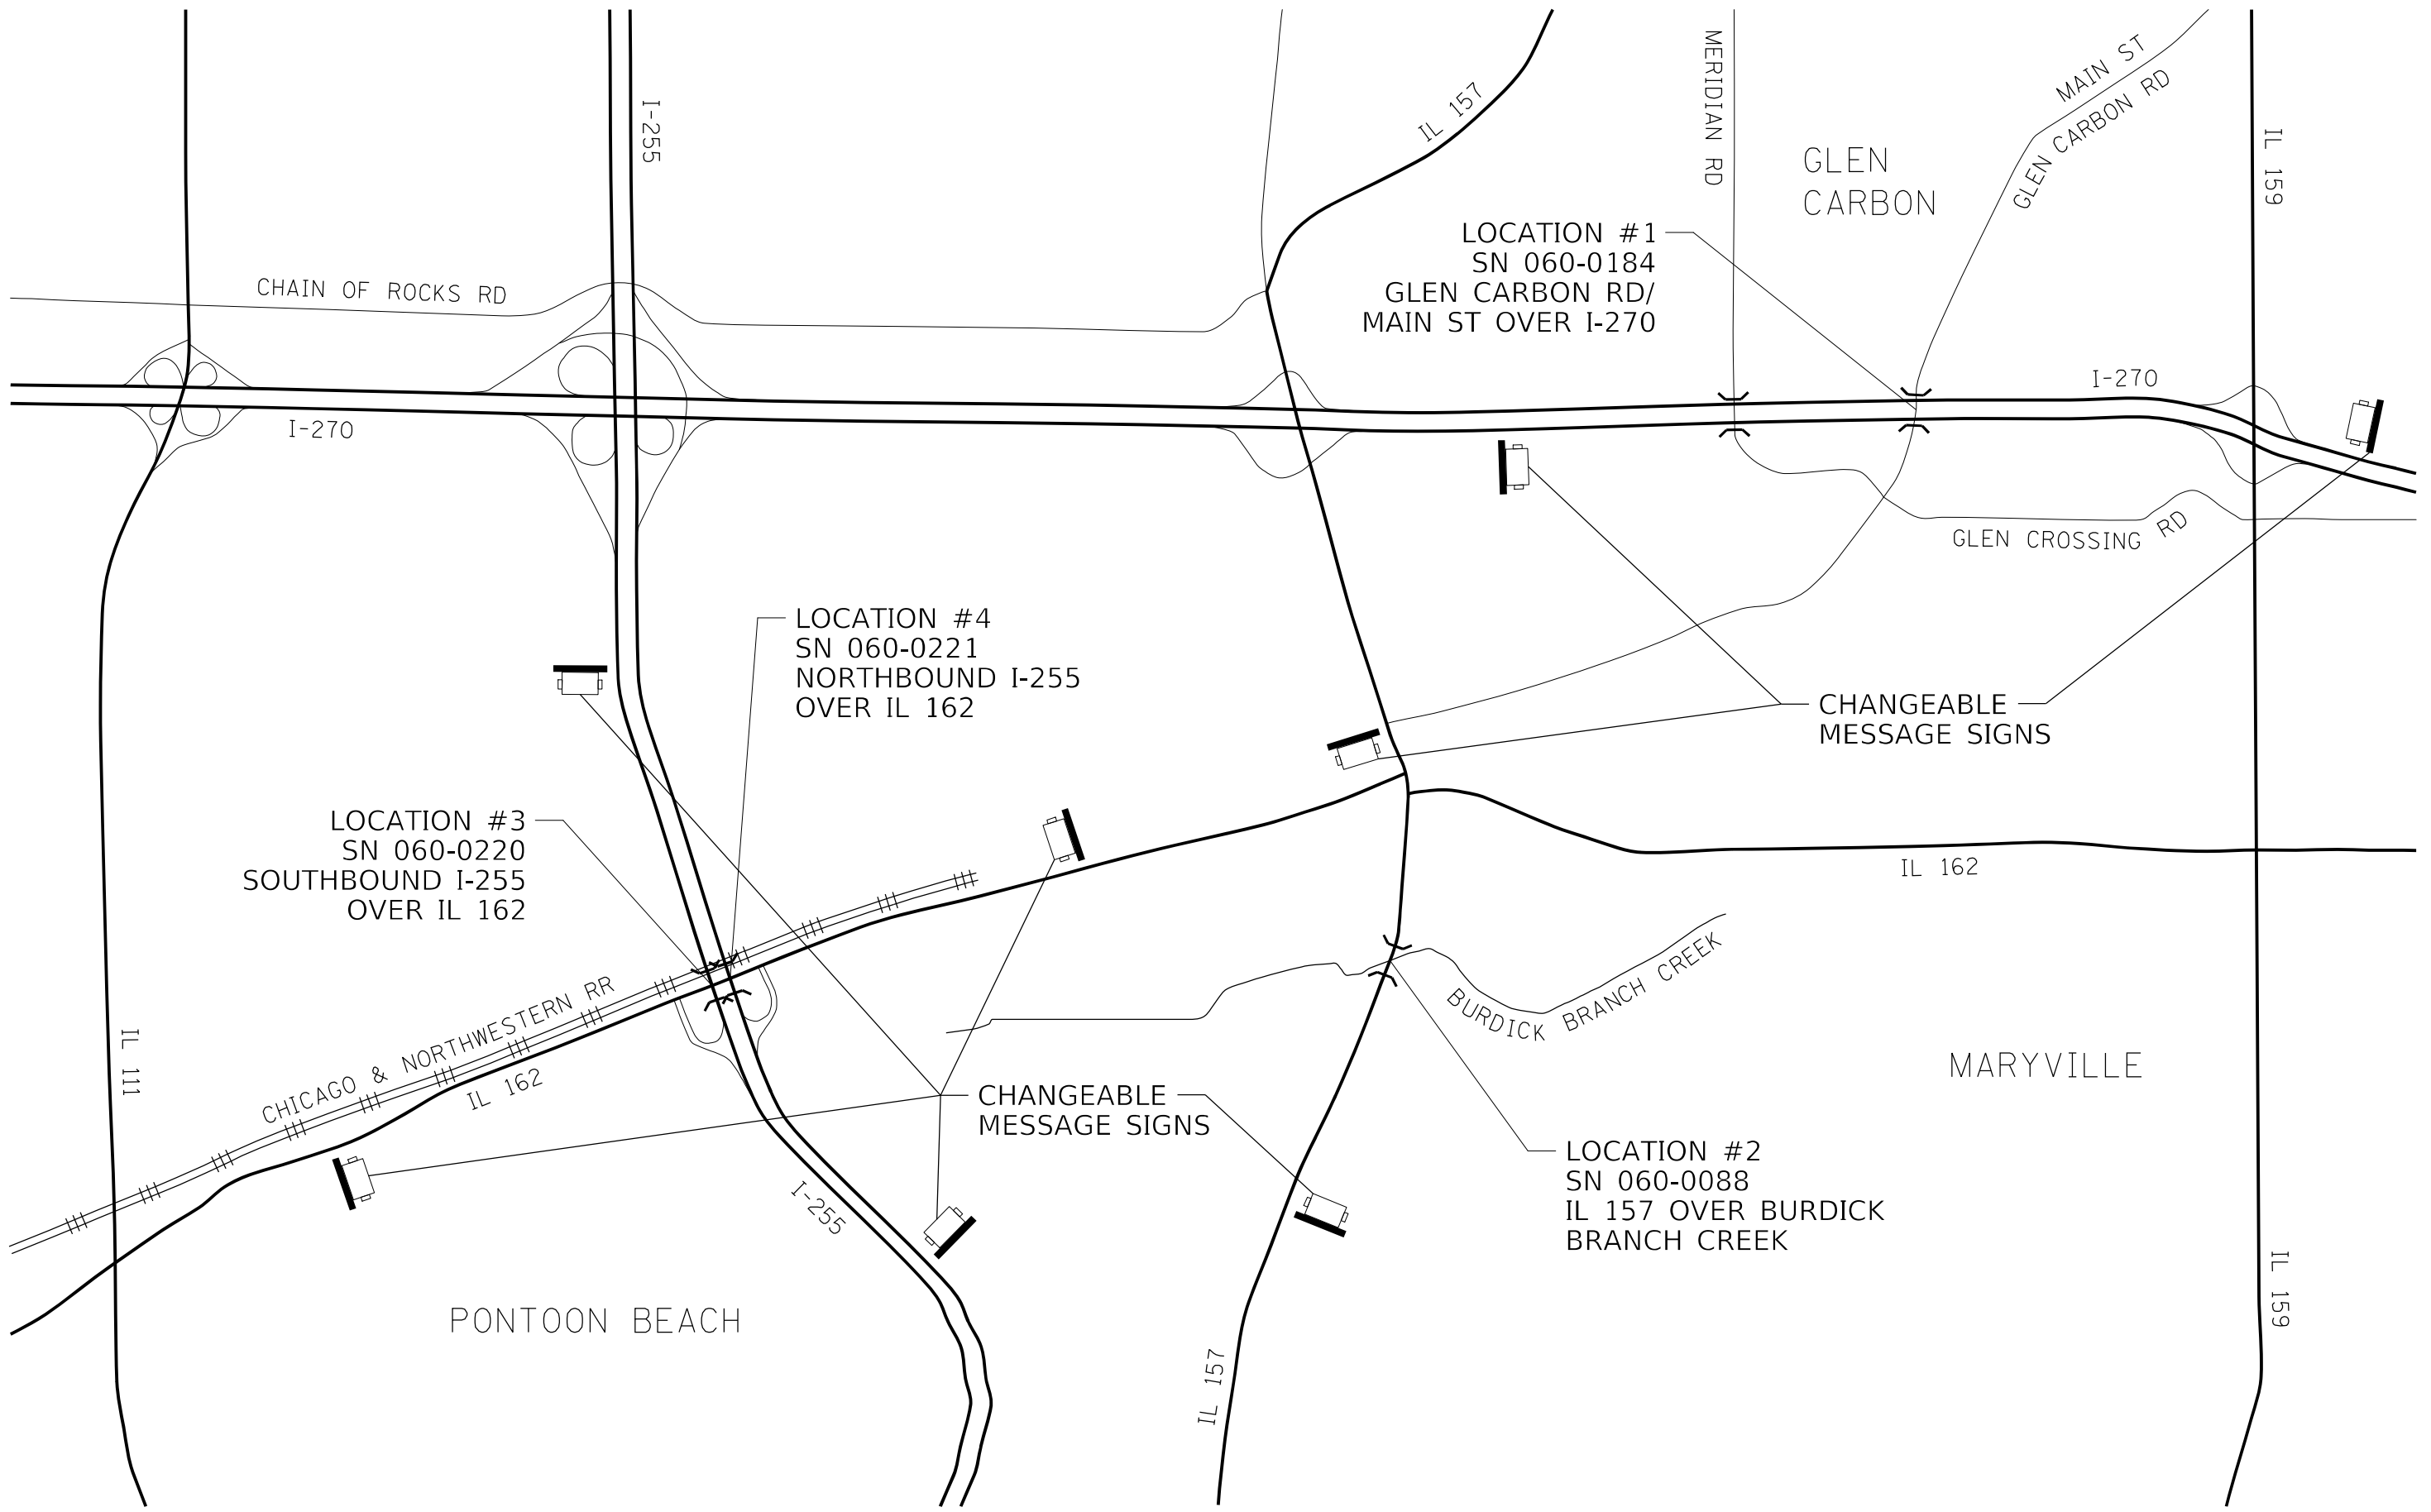 I-255
IL 157
MERIDIAN RD
MAIN ST
GLEN CARBON RD
IL 159
GLEN
CARBON
LOCATION #1
SN 060-0184
GLEN CARBON RD/
MAIN ST OVER I-270
CHAIN OF ROCKS RD
I-270
I-270
GLEN CROSSING RD
LOCATION #4
SN 060-0221
NORTHBOUND I-255
OVER IL 162
CHANGEABLE
MESSAGE SIGNS
LOCATION #3
SN 060-0220
SOUTHBOUND I-255
OVER IL 162
IL 162
BURDICK BRANCH CREEK
CHICAGO & NORTHWESTERN RR
IL 162
IL 111
MARYVILLE
CHANGEABLE
MESSAGE SIGNS
LOCATION #2
SN 060-0088
IL 157 OVER BURDICK
BRANCH CREEK
I-255
PONTOON BEACH
IL 157
IL 159